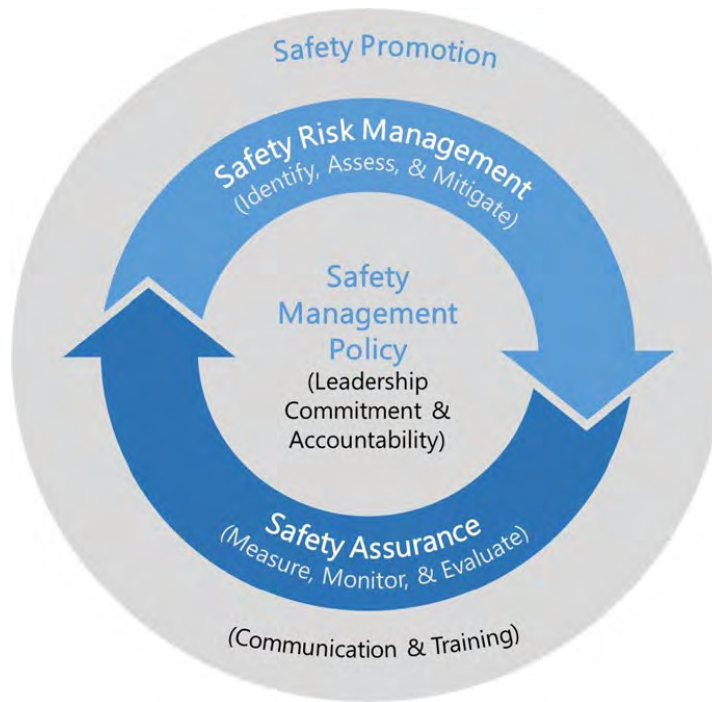 Safety Promotion
Safety Risk Management
(Identify, Assess, & Mitigate)
Safety
Management
Policy
(Leadership
Commitment &
Accountability)
Safety Assurance
(Measure, Monitor, & Evaluate)
(Communication & Training)